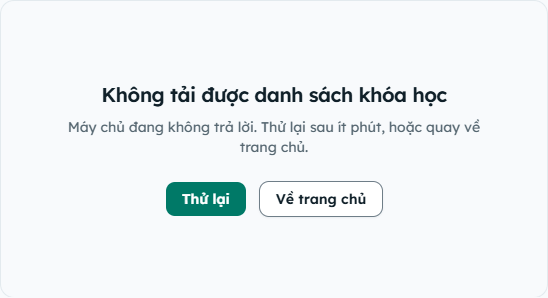 Không tải được danh sách khóa học
Máy chủ đang không trả lời. Thử lại sau ít phút, hoặc quay về
trang chủ.
Thử lại
Về trang chủ